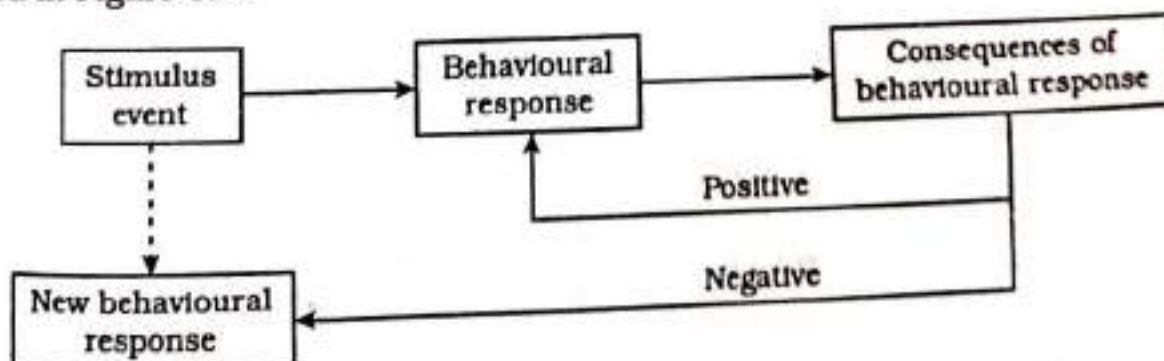 Stimulus
event
Behavioural
response
Consequences of
behavioural response
Positive
Negative
New behavioural
response